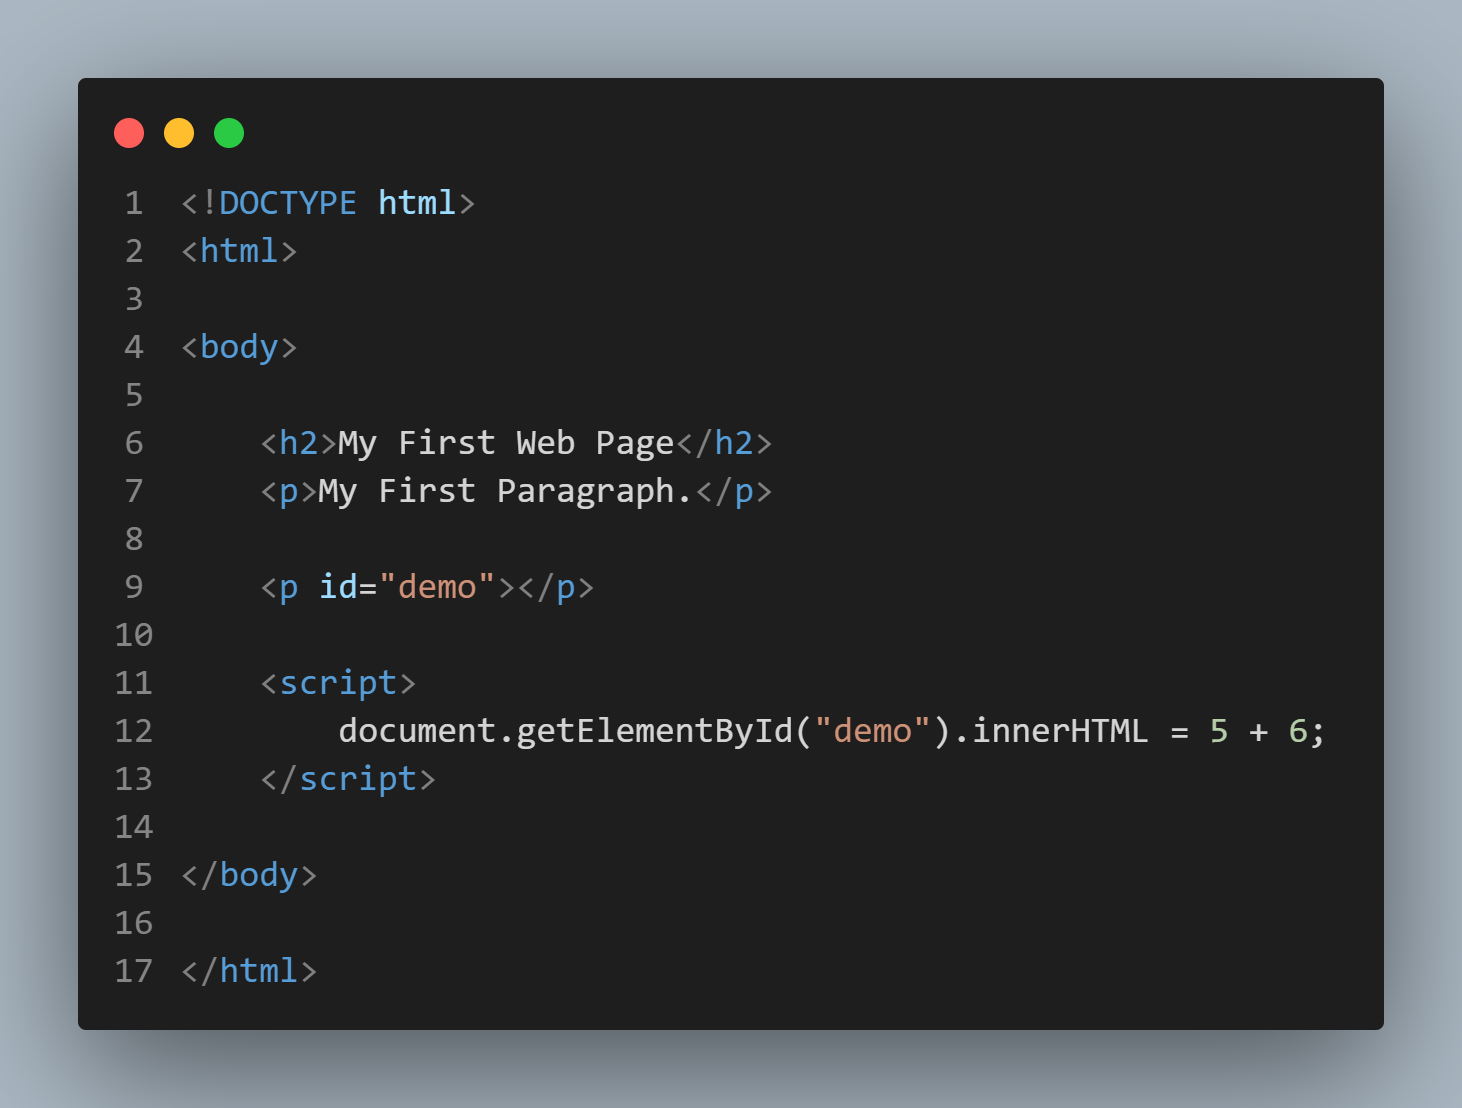 1 <!DOCTYPE html>
2 <html>
3
4 <body>
5
6     <h2>My First Web Page</h2>
7     <p>My First Paragraph.</p>
8
9     <p id="demo"></p>
10
11     <script>
12         document.getElementById("demo").innerHTML = 5 + 6;
13     </script>
14
15 </body>
16
17 </html>